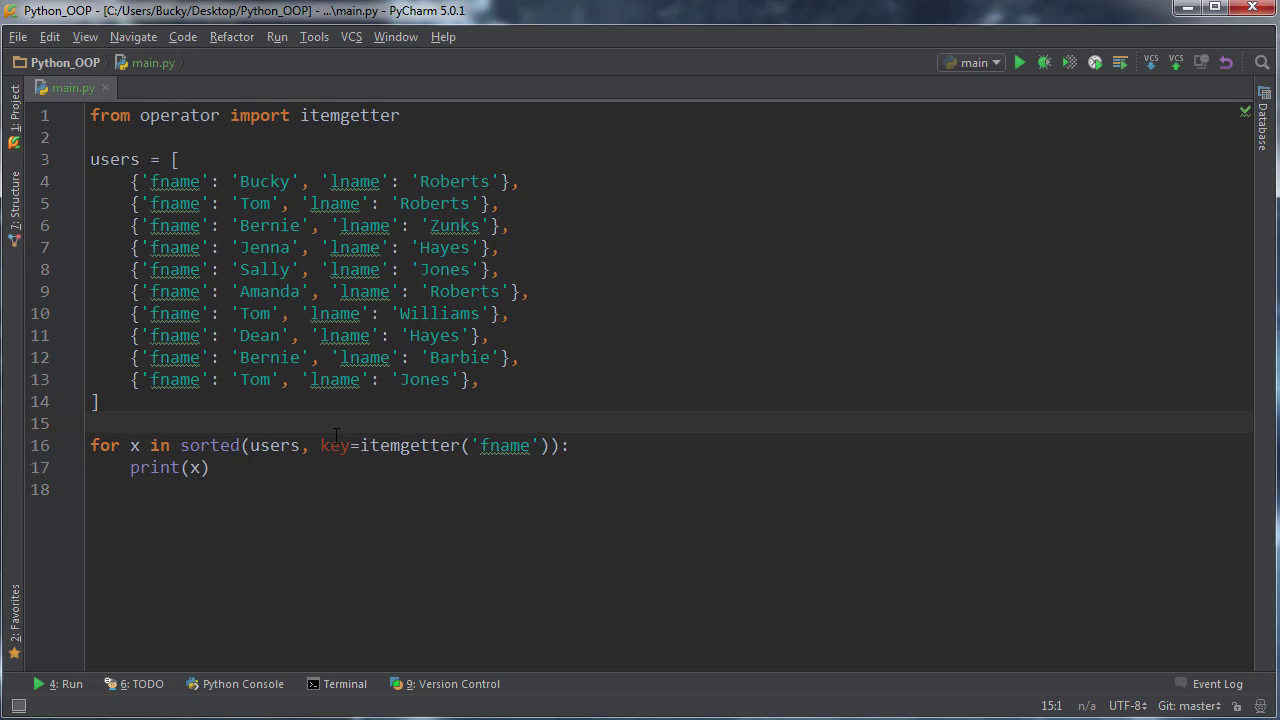 Python_OOP - [C:/Users/Bucky/Desktop/Python_OOP] - ...\main.py - PyCharm 5.0.1
File Edit View Navigate Code Refactor Run Tools VCS Window Help
Python_OOP main.py main VCS VCS
main.py
1: Project
7: Structure
2: Favorites
Database
1 from operator import itemgetter
2
3 users = [
4 {'fname': 'Bucky', 'lname': 'Roberts'},
5 {'fname': 'Tom', 'lname': 'Roberts'},
6 {'fname': 'Bernie', 'lname': 'Zunks'},
7 {'fname': 'Jenna', 'lname': 'Hayes'},
8 {'fname': 'Sally', 'lname': 'Jones'},
9 {'fname': 'Amanda', 'lname': 'Roberts'},
10 {'fname': 'Tom', 'lname': 'Williams'},
11 {'fname': 'Dean', 'lname': 'Hayes'},
12 {'fname': 'Bernie', 'lname': 'Barbie'},
13 {'fname': 'Tom', 'lname': 'Jones'},
14 ]
15
16 for x in sorted(users, key=itemgetter('fname')):
17 print(x)
18
4: Run 6: TODO Python Console Terminal 9: Version Control Event Log
15:1 n/a UTF-8 Git: master